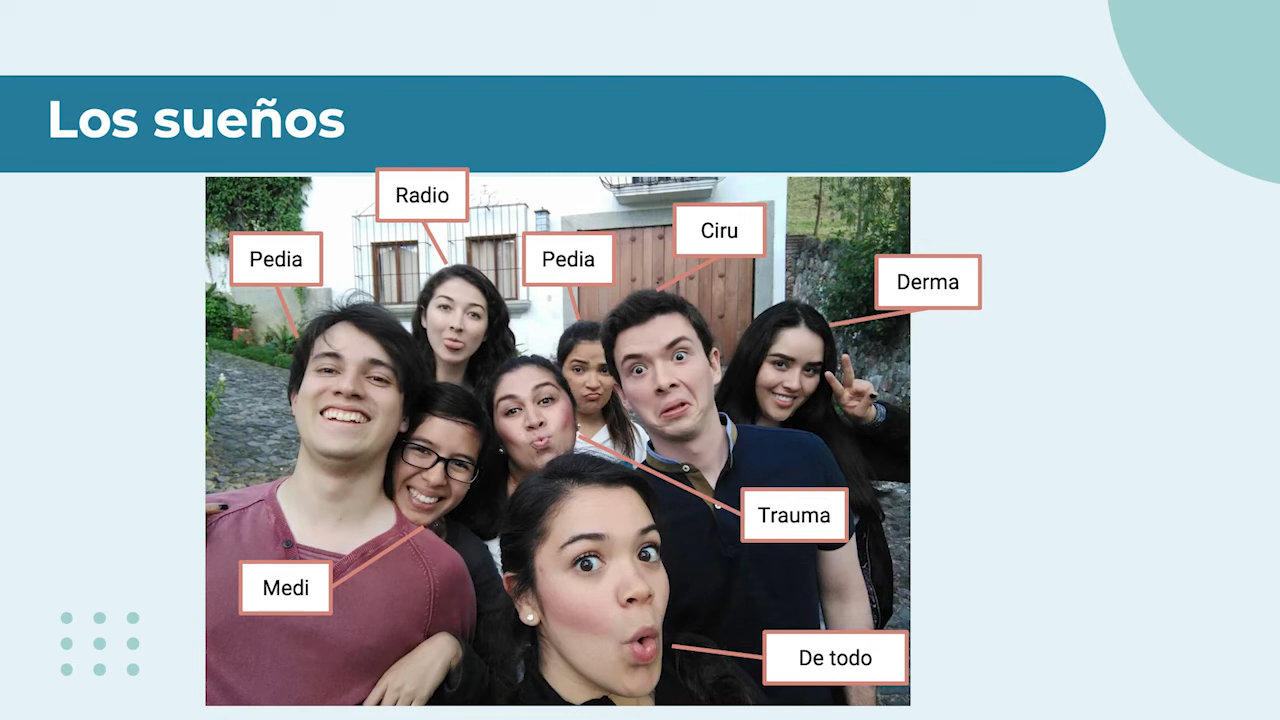 Los sueños
Radio
Ciru
Pedia
Pedia
Derma
Trauma
Medi
De todo